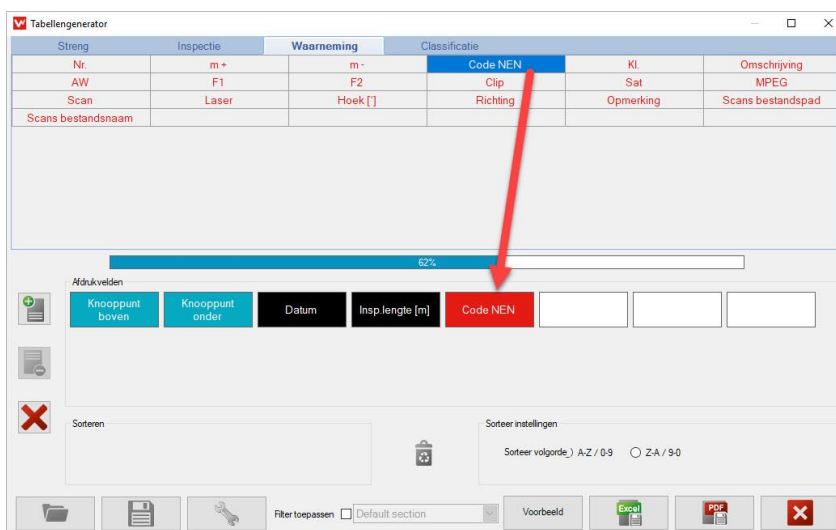 Tabellengenerator
Streng Inspectie Waarneming Classificatie
Nr. m + m - Code NEN Kl. Omschrijving
AW F1 F2 Clip Sat MPEG
Scan Laser Hoek [°] Richting Opmerking Scans bestandspad
Scans bestandsnaam
62%
Afdrukvelden
Knooppunt boven Knooppunt onder Datum Insp.lengte [m] Code NEN
Sorteren Sorteer instellingen
Sorteer volgorde_) A-Z / 0-9 Z-A / 9-0
Filter toepassen Default section Voorbeeld Excel PDF